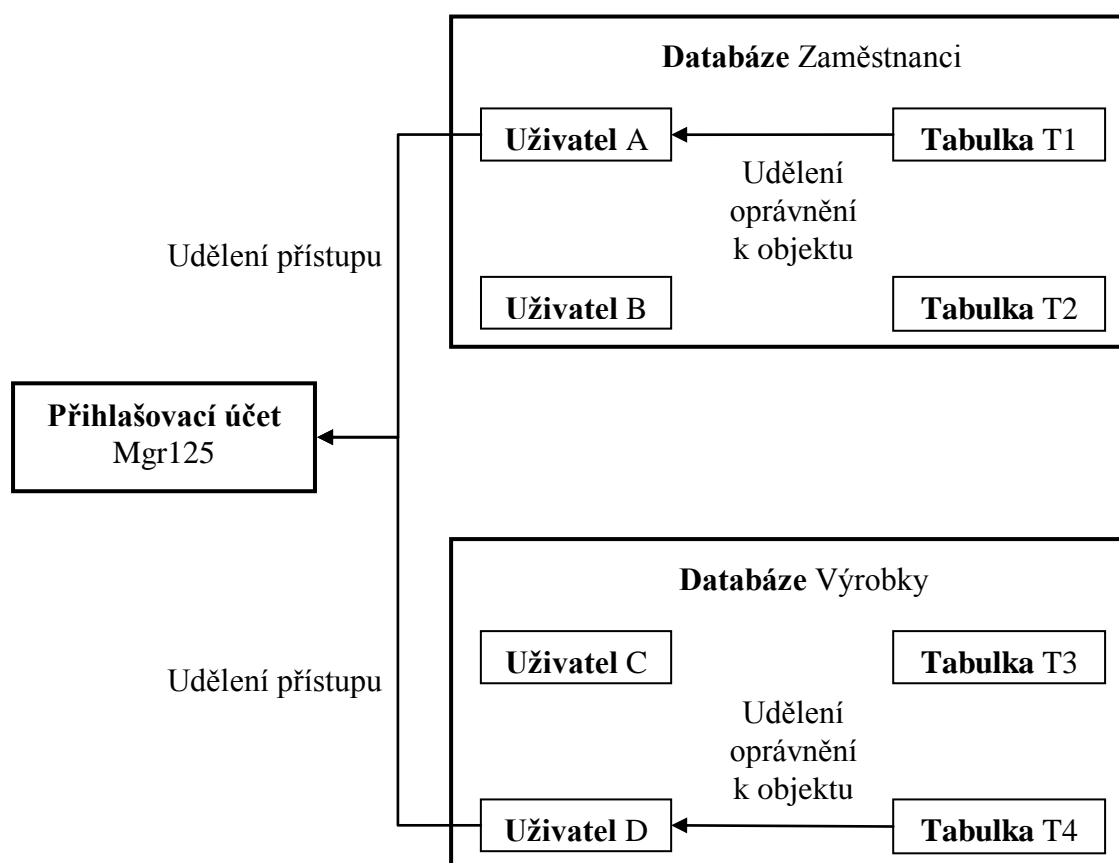 Databáze Zaměstnanci
Uživatel A
Tabulka T1
Udělení
oprávnění
k objektu
Udělení přístupu
Uživatel B
Tabulka T2
Přihlašovací účet
Mgr125
Databáze Výrobky
Uživatel C
Tabulka T3
Udělení přístupu
Udělení
oprávnění
k objektu
Uživatel D
Tabulka T4